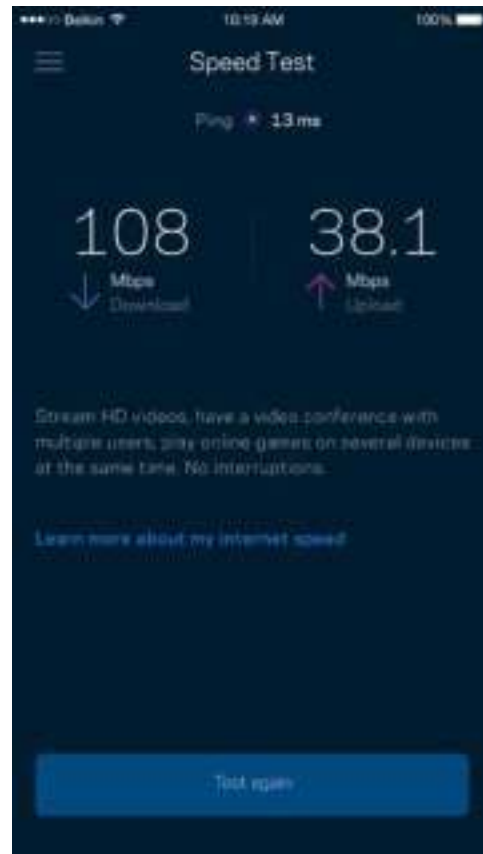 Belkin 10:19 AM 100%
Speed Test
Ping 13 ms
108 38.1
Mbps Mbps
Download Upload
Stream HD videos, have a video conference with
multiple users, play online games on several devices
at the same time. No interruptions.
Learn more about my internet speed
Test again